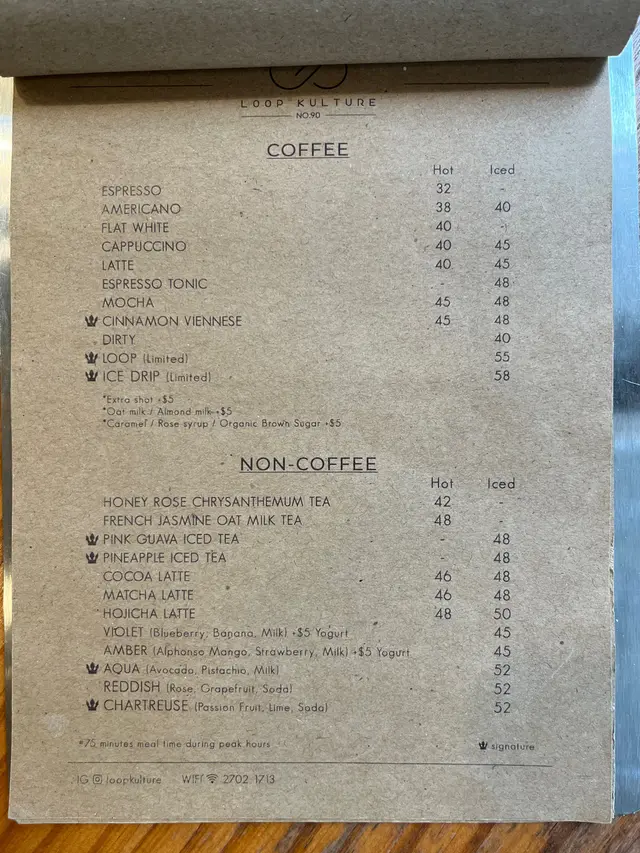 LOOP KULTURE
NO.90
COFFEE
Hot Iced
ESPRESSO 32 -
AMERICANO 38 40
FLAT WHITE 40 -
CAPPUCCINO 40 45
LATTE 40 45
ESPRESSO TONIC - 48
MOCHA 45 48
CINNAMON VIENNESE 45 48
DIRTY 40
LOOP (Limited) 55
ICE DRIP (Limited) 58
*Extra shot +$5
*Oat milk / Almond milk +$5
*Caramel / Rose syrup / Organic Brown Sugar +$5
NON-COFFEE
Hot Iced
HONEY ROSE CHRYSANTHEMUM TEA 42 -
FRENCH JASMINE OAT MILK TEA 48 -
PINK GUAVA ICED TEA - 48
PINEAPPLE ICED TEA - 48
COCOA LATTE 46 48
MATCHA LATTE 46 48
HOJICHA LATTE 48 50
VIOLET (Blueberry, Banana, Milk) +$5 Yogurt 45
AMBER (Alphonso Mango, Strawberry, Milk) +$5 Yogurt 45
AQUA (Avocado, Pistachio, Milk) 52
REDDISH (Rose, Grapefruit, Soda) 52
CHARTREUSE (Passion Fruit, Lime, Soda) 52
*75 minutes meal time during peak hours signature
IG loopkulture WIFI 2702 1713